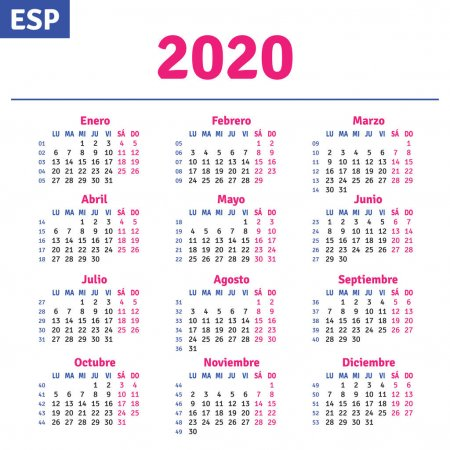 ESP
2020
Enero
LU MA MI JU VI SÁ DO
01 1 2 3 4 5
02 6 7 8 9 10 11 12
03 13 14 15 16 17 18 19
04 20 21 22 23 24 25 26
05 27 28 29 30 31
Febrero
LU MA MI JU VI SÁ DO
05 1 2
06 3 4 5 6 7 8 9
07 10 11 12 13 14 15 16
08 17 18 19 20 21 22 23
09 24 25 26 27 28 29
Marzo
LU MA MI JU VI SÁ DO
09 1
10 2 3 4 5 6 7 8
11 9 10 11 12 13 14 15
12 16 17 18 19 20 21 22
13 23 24 25 26 27 28 29
14 30 31
Abril
LU MA MI JU VI SÁ DO
14 1 2 3 4 5
15 6 7 8 9 10 11 12
16 13 14 15 16 17 18 19
17 20 21 22 23 24 25 26
18 27 28 29 30
Mayo
LU MA MI JU VI SÁ DO
18 1 2 3
19 4 5 6 7 8 9 10
20 11 12 13 14 15 16 17
21 18 19 20 21 22 23 24
22 25 26 27 28 29 30 31
Junio
LU MA MI JU VI SÁ DO
23 1 2 3 4 5 6 7
24 8 9 10 11 12 13 14
25 15 16 17 18 19 20 21
26 22 23 24 25 26 27 28
27 29 30
Julio
LU MA MI JU VI SÁ DO
27 1 2 3 4 5
28 6 7 8 9 10 11 12
29 13 14 15 16 17 18 19
30 20 21 22 23 24 25 26
31 27 28 29 30 31
Agosto
LU MA MI JU VI SÁ DO
31 1 2
32 3 4 5 6 7 8 9
33 10 11 12 13 14 15 16
34 17 18 19 20 21 22 23
35 24 25 26 27 28 29 30
36 31
Septiembre
LU MA MI JU VI SÁ DO
36 1 2 3 4 5 6
37 7 8 9 10 11 12 13
38 14 15 16 17 18 19 20
39 21 22 23 24 25 26 27
40 28 29 30
Octubre
LU MA MI JU VI SÁ DO
40 1 2 3 4
41 5 6 7 8 9 10 11
42 12 13 14 15 16 17 18
43 19 20 21 22 23 24 25
44 26 27 28 29 30 31
Noviembre
LU MA MI JU VI SÁ DO
44 1
45 2 3 4 5 6 7 8
46 9 10 11 12 13 14 15
47 16 17 18 19 20 21 22
48 23 24 25 26 27 28 29
49 30
Diciembre
LU MA MI JU VI SÁ DO
49 1 2 3 4 5 6
50 7 8 9 10 11 12 13
51 14 15 16 17 18 19 20
52 21 22 23 24 25 26 27
53 28 29 30 31